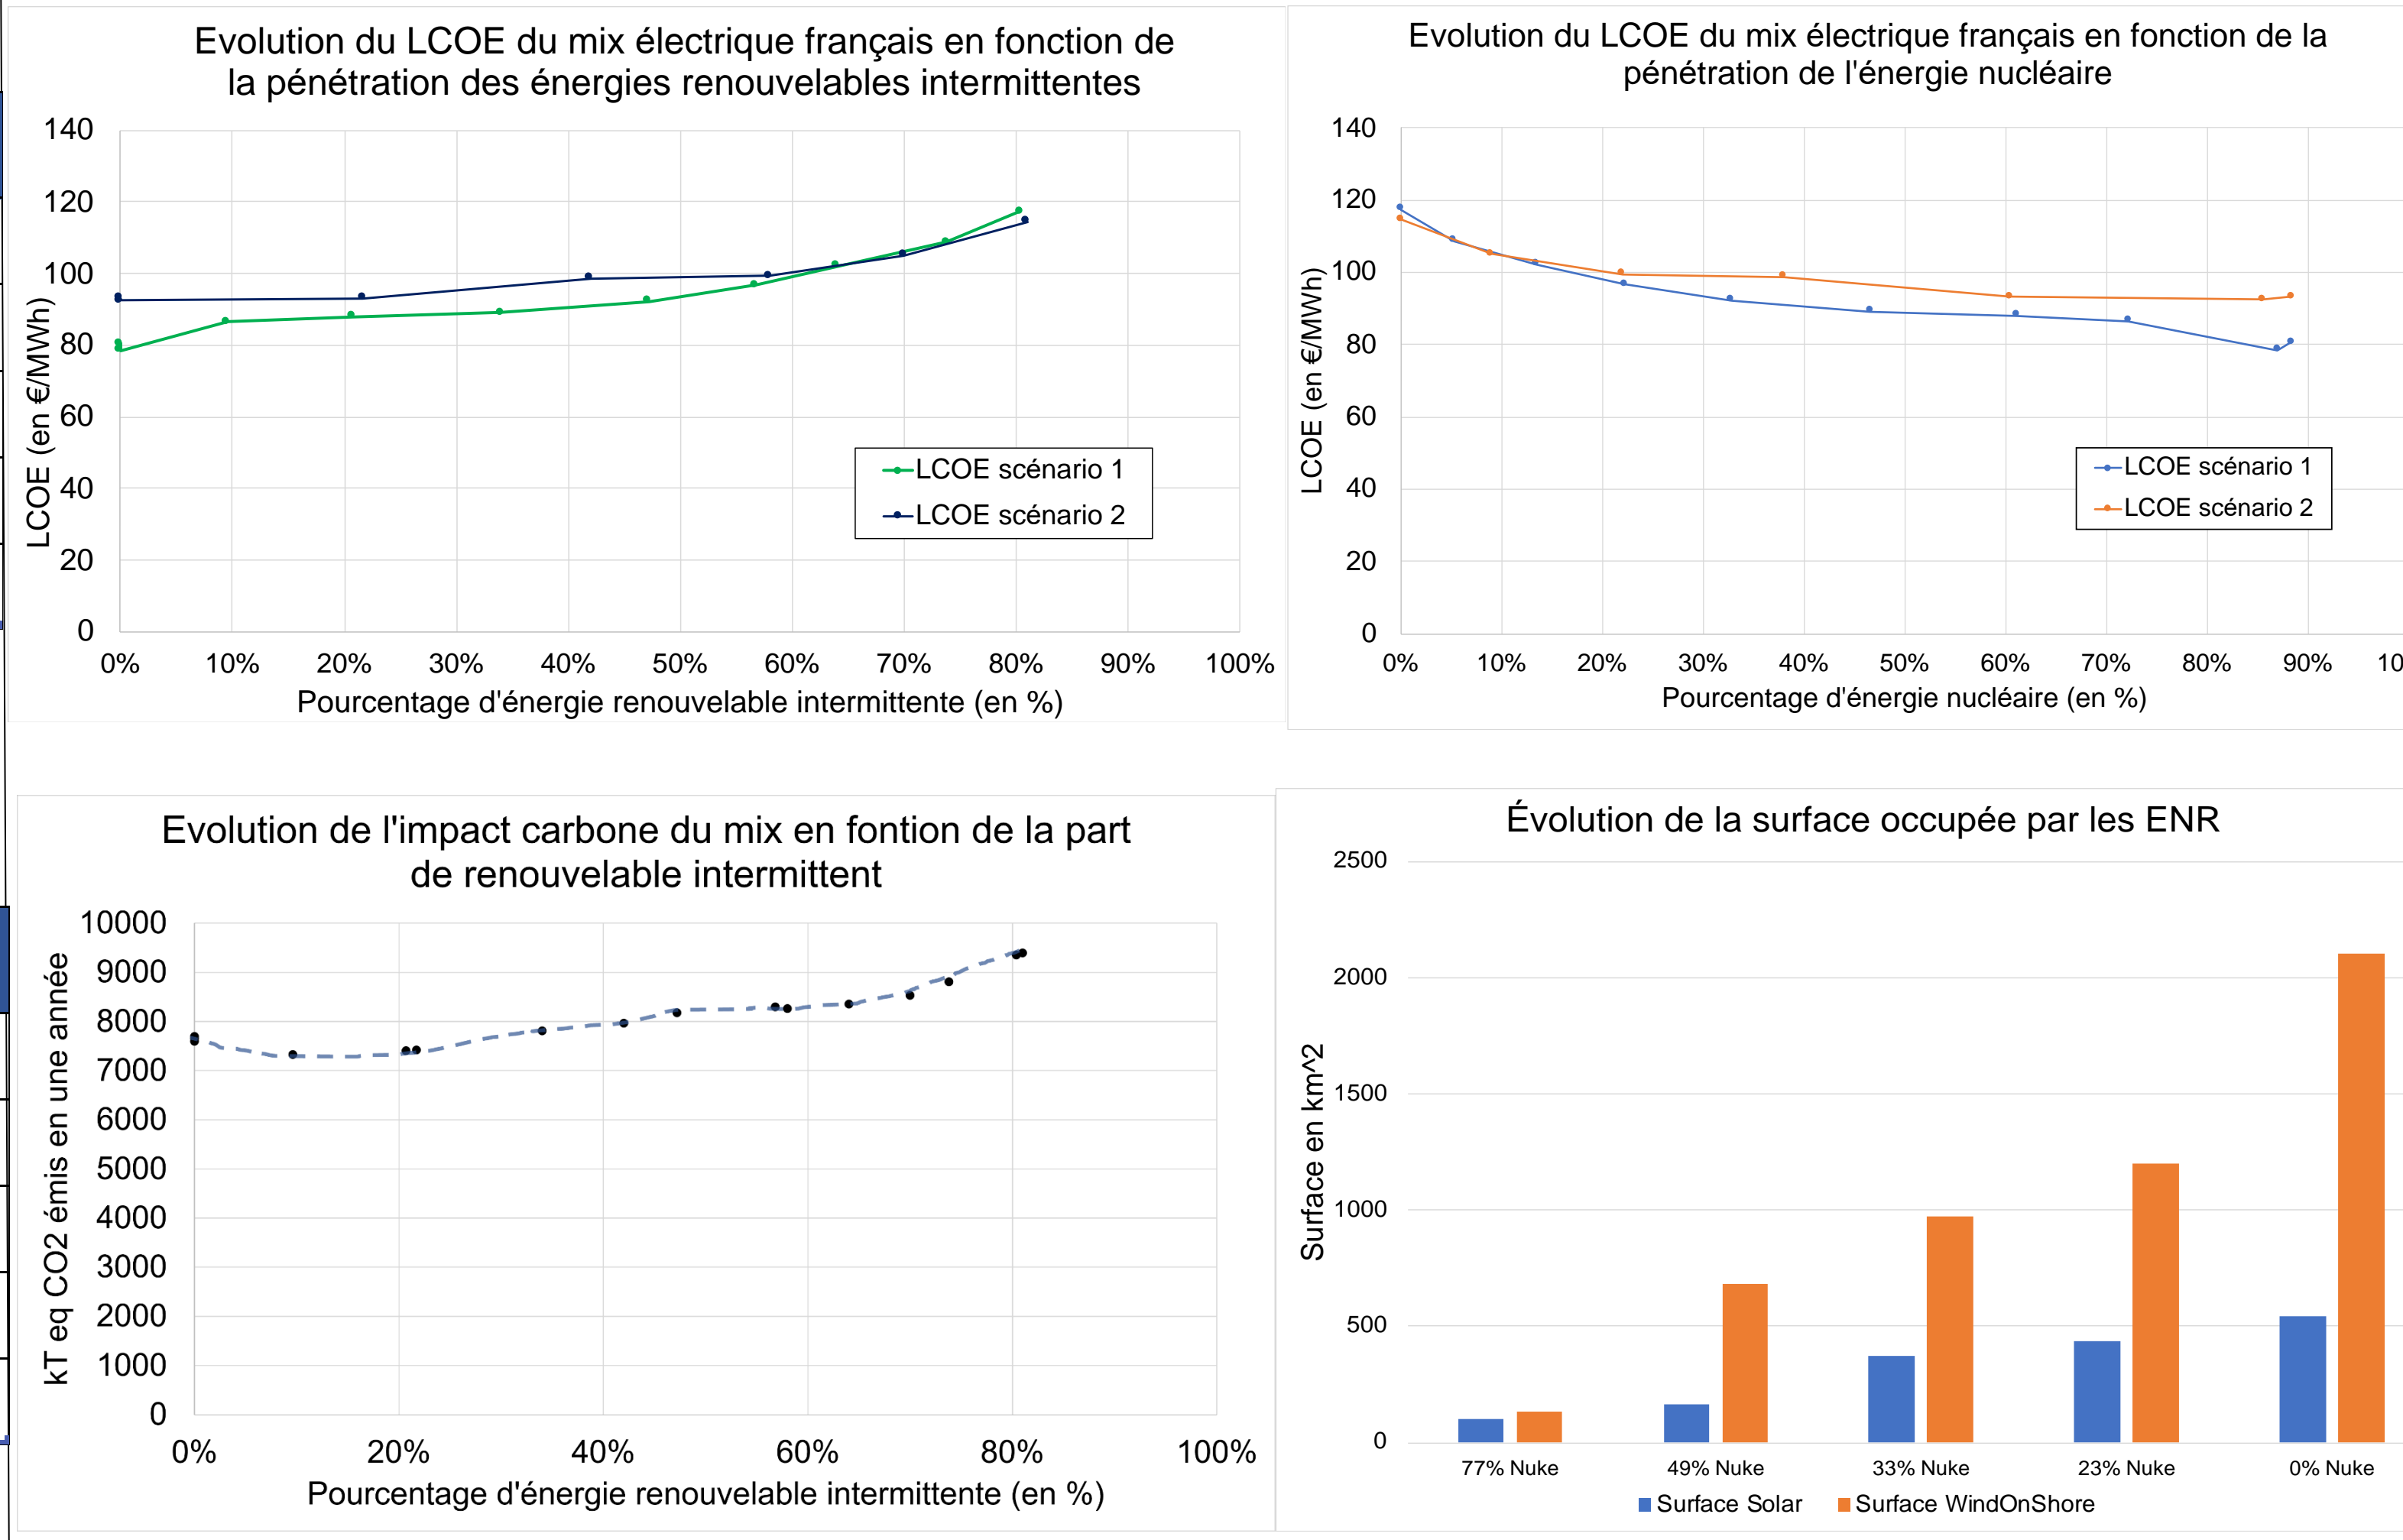 Evolution du LCOE du mix électrique français en fonction de
la pénétration des énergies renouvelables intermittentes
LCOE (en €/MWh)
140
120
100
80
60
40
20
0
LCOE scénario 1
LCOE scénario 2
0% 10% 20% 30% 40% 50% 60% 70% 80% 90% 100%
Pourcentage d'énergie renouvelable intermittente (en %)
Evolution du LCOE du mix électrique français en fonction de la
pénétration de l'énergie nucléaire
LCOE (en €/MWh)
140
120
100
80
60
40
20
0
LCOE scénario 1
LCOE scénario 2
0% 10% 20% 30% 40% 50% 60% 70% 80% 90% 10
Pourcentage d'énergie nucléaire (en %)
Evolution de l'impact carbone du mix en fontion de la part
de renouvelable intermittent
kT eq CO2 émis en une année
10000
9000
8000
7000
6000
5000
4000
3000
2000
1000
0
0% 20% 40% 60% 80% 100%
Pourcentage d'énergie renouvelable intermittente (en %)
Évolution de la surface occupée par les ENR
Surface en km^2
2500
2000
1500
1000
500
0
77% Nuke 49% Nuke 33% Nuke 23% Nuke 0% Nuke
Surface Solar Surface WindOnShore